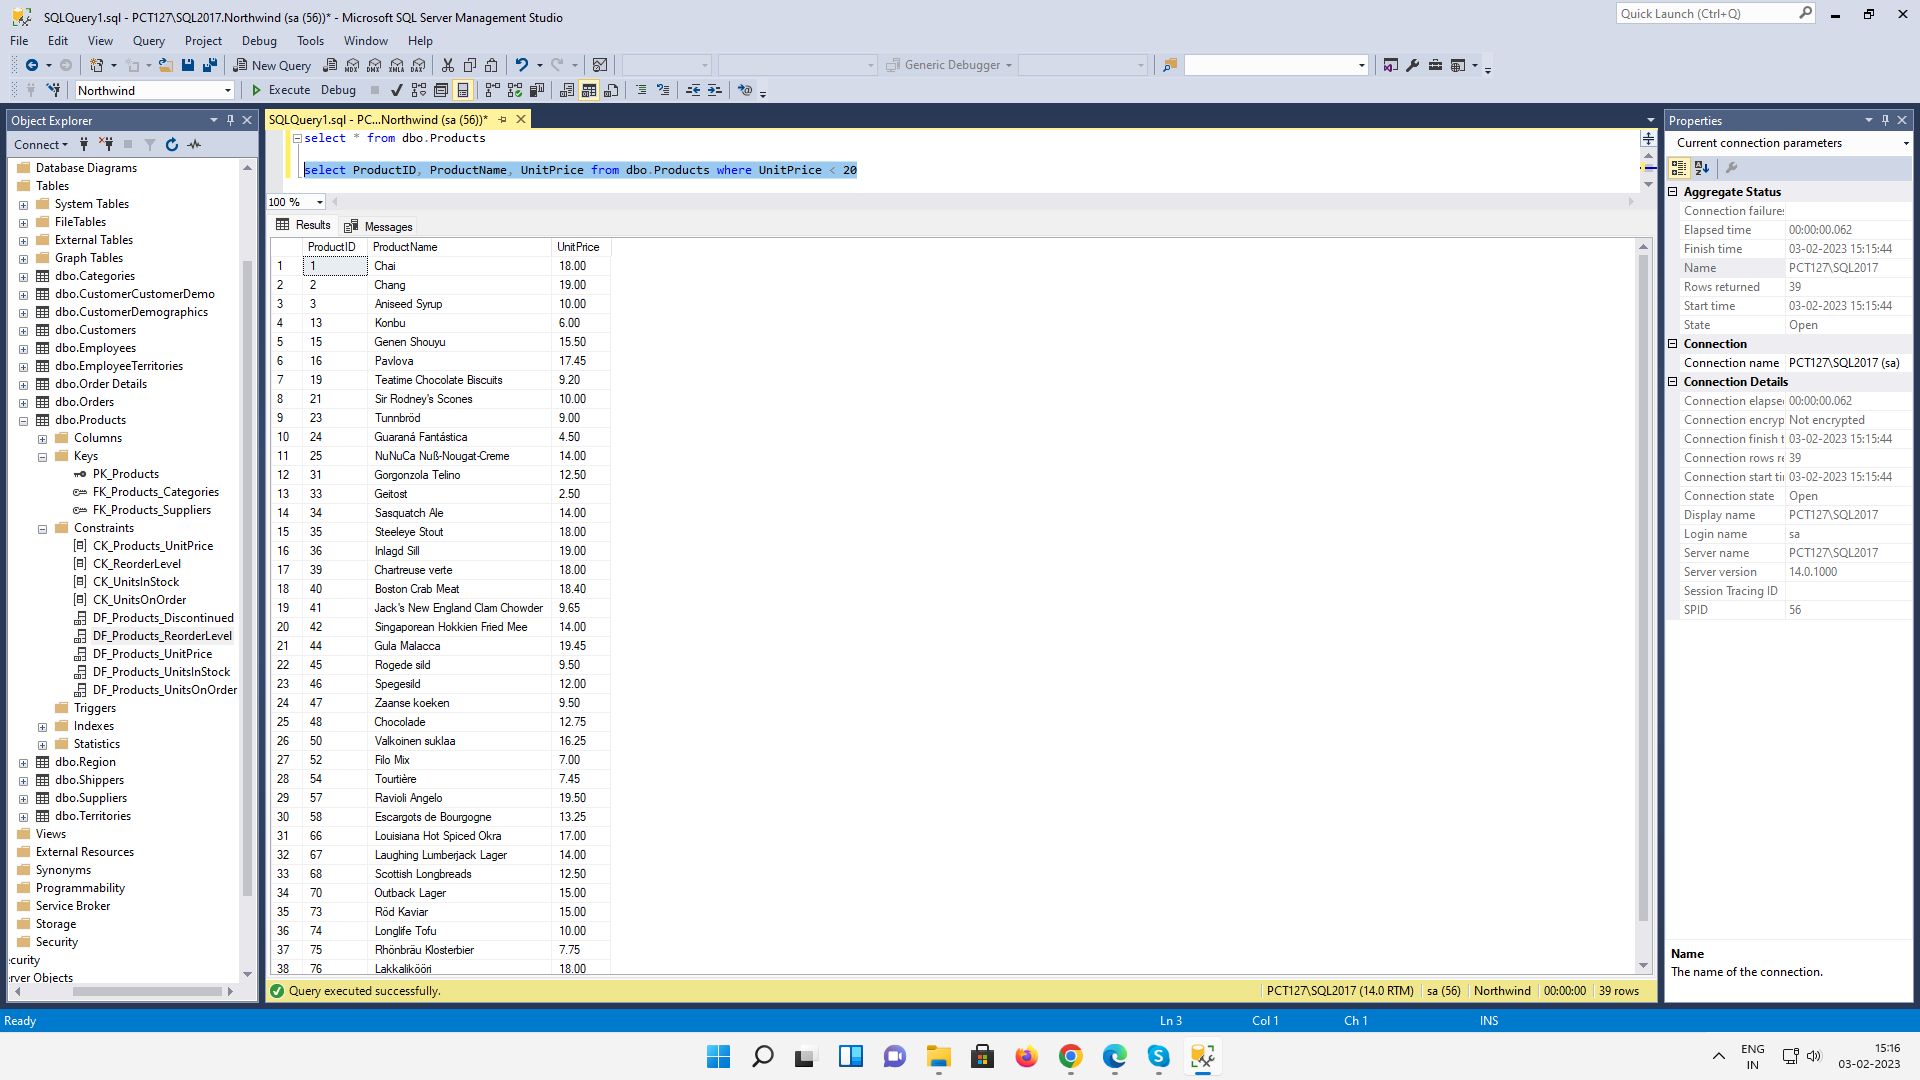 SQLQuery1.sql - PCT127\SQL2017.Northwind (sa (56))* - Microsoft SQL Server Management Studio
Quick Launch (Ctrl+Q)
File Edit View Query Project Debug Tools Window Help
New Query
MDX DMX XMLA DAX
Generic Debugger
Northwind
Execute Debug
Object Explorer
Connect
Database Diagrams
Tables
System Tables
FileTables
External Tables
Graph Tables
dbo.Categories
dbo.CustomerCustomerDemo
dbo.CustomerDemographics
dbo.Customers
dbo.Employees
dbo.EmployeeTerritories
dbo.Order Details
dbo.Orders
dbo.Products
Columns
Keys
PK_Products
FK_Products_Categories
FK_Products_Suppliers
Constraints
CK_Products_UnitPrice
CK_ReorderLevel
CK_UnitsInStock
CK_UnitsOnOrder
DF_Products_Discontinued
DF_Products_ReorderLevel
DF_Products_UnitPrice
DF_Products_UnitsInStock
DF_Products_UnitsOnOrder
Triggers
Indexes
Statistics
dbo.Region
dbo.Shippers
dbo.Suppliers
dbo.Territories
Views
External Resources
Synonyms
Programmability
Service Broker
Storage
Security
ecurity
erver Objects
SQLQuery1.sql - PC...Northwind (sa (56))*
select * from dbo.Products
select ProductID, ProductName, UnitPrice from dbo.Products where UnitPrice < 20
100 %
Results Messages
ProductID ProductName UnitPrice
1 1 Chai 18.00
2 2 Chang 19.00
3 3 Aniseed Syrup 10.00
4 13 Konbu 6.00
5 15 Genen Shouyu 15.50
6 16 Pavlova 17.45
7 19 Teatime Chocolate Biscuits 9.20
8 21 Sir Rodney's Scones 10.00
9 23 Tunnbröd 9.00
10 24 Guaraná Fantástica 4.50
11 25 NuNuCa Nuß-Nougat-Creme 14.00
12 31 Gorgonzola Telino 12.50
13 33 Geitost 2.50
14 34 Sasquatch Ale 14.00
15 35 Steeleye Stout 18.00
16 36 Inlagd Sill 19.00
17 39 Chartreuse verte 18.00
18 40 Boston Crab Meat 18.40
19 41 Jack's New England Clam Chowder 9.65
20 42 Singaporean Hokkien Fried Mee 14.00
21 44 Gula Malacca 19.45
22 45 Rogede sild 9.50
23 46 Spegesild 12.00
24 47 Zaanse koeken 9.50
25 48 Chocolade 12.75
26 50 Valkoinen suklaa 16.25
27 52 Filo Mix 7.00
28 54 Tourtière 7.45
29 57 Ravioli Angelo 19.50
30 58 Escargots de Bourgogne 13.25
31 66 Louisiana Hot Spiced Okra 17.00
32 67 Laughing Lumberjack Lager 14.00
33 68 Scottish Longbreads 12.50
34 70 Outback Lager 15.00
35 73 Röd Kaviar 15.00
36 74 Longlife Tofu 10.00
37 75 Rhönbräu Klosterbier 7.75
38 76 Lakkalikööri 18.00
Query executed successfully.
PCT127\SQL2017 (14.0 RTM) sa (56) Northwind 00:00:00 39 rows
Properties
Current connection parameters
Aggregate Status
Connection failures
Elapsed time 00:00:00.062
Finish time 03-02-2023 15:15:44
Name PCT127\SQL2017
Rows returned 39
Start time 03-02-2023 15:15:44
State Open
Connection
Connection name PCT127\SQL2017 (sa)
Connection Details
Connection elapse 00:00:00.062
Connection encryp Not encrypted
Connection finish t 03-02-2023 15:15:44
Connection rows re 39
Connection start ti 03-02-2023 15:15:44
Connection state Open
Display name PCT127\SQL2017
Login name sa
Server name PCT127\SQL2017
Server version 14.0.1000
Session Tracing ID
SPID 56
Name
The name of the connection.
Ready Ln 3 Col 1 Ch 1 INS
ENG
IN
15:16
03-02-2023